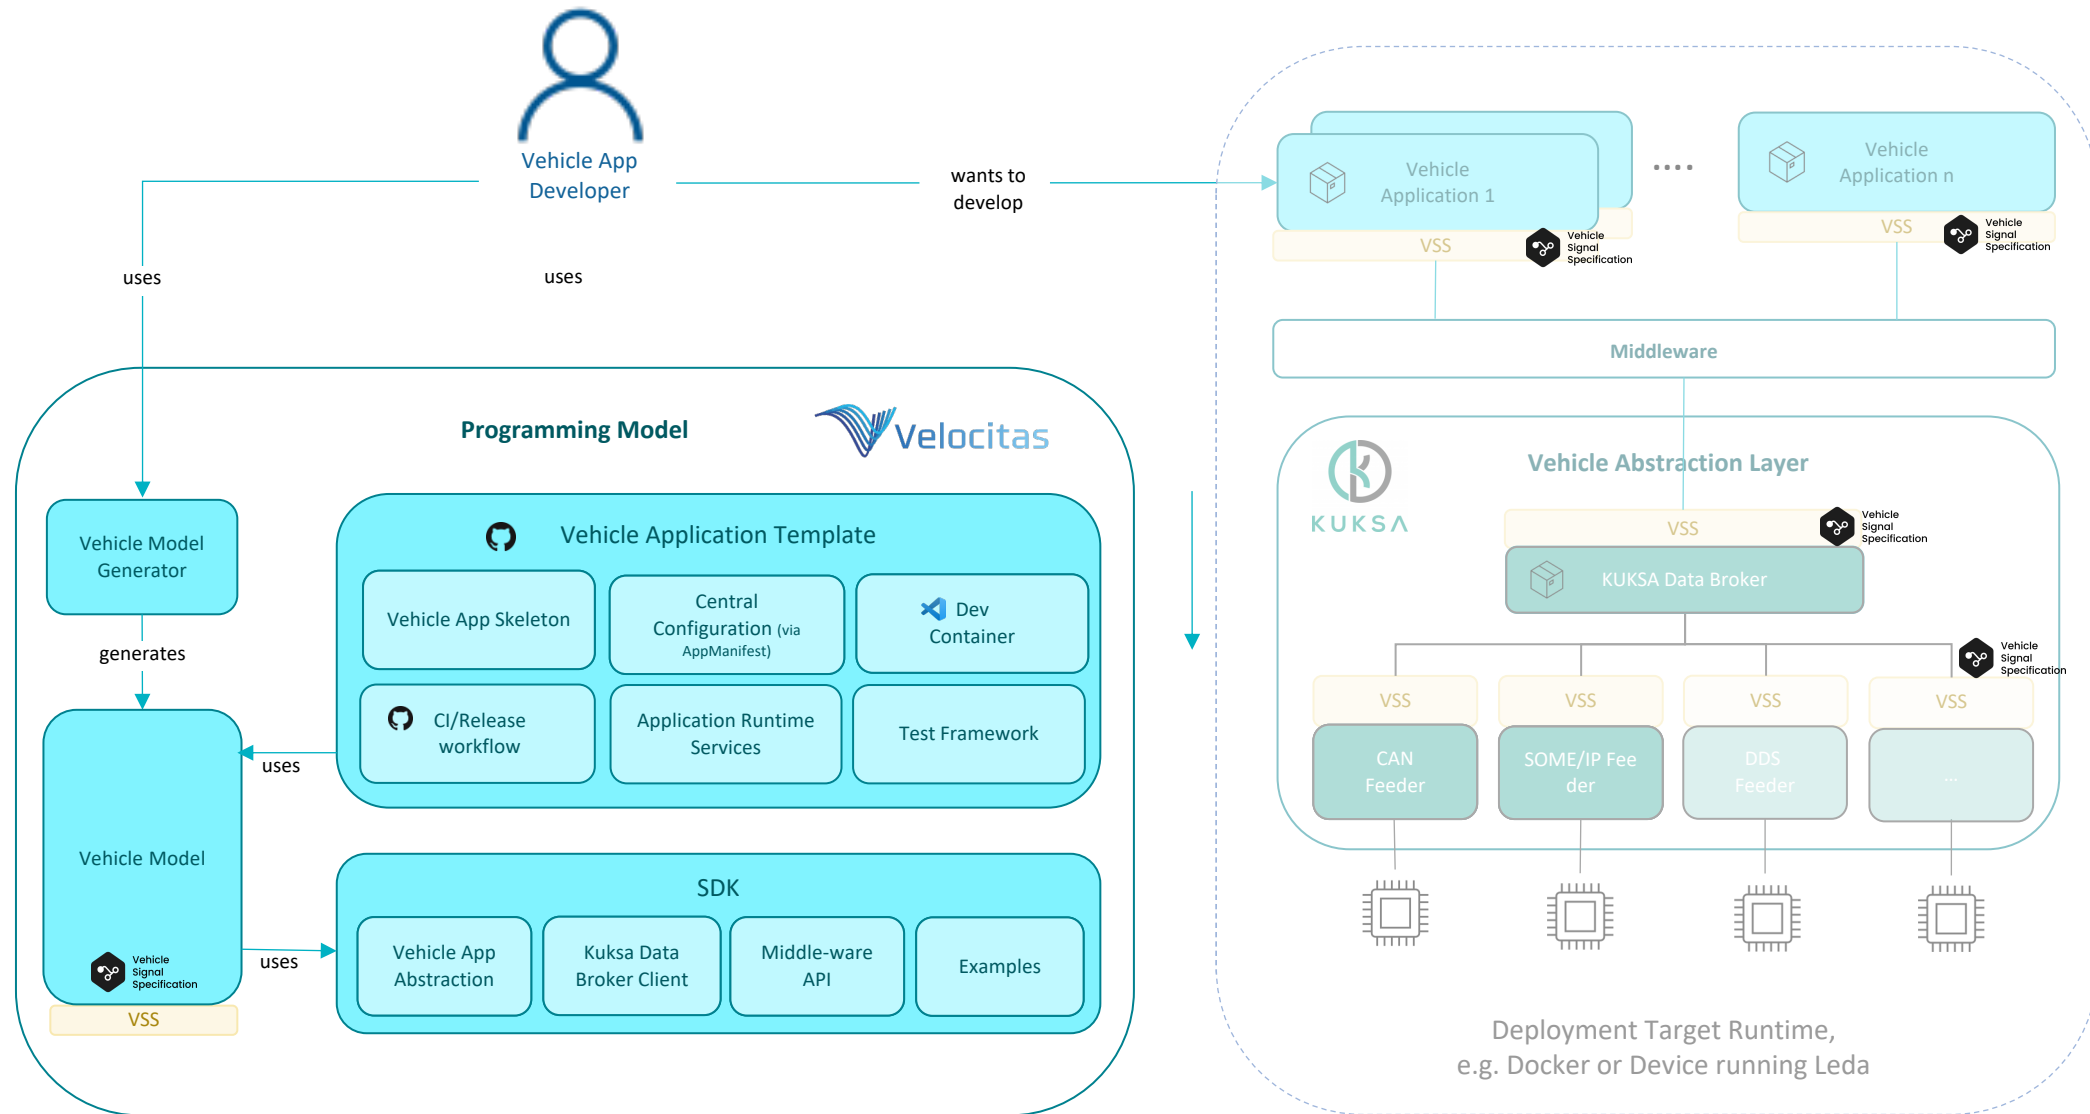 Vehicle App
Developer
wants to
develop
uses
uses
Programming Model
Velocitas
Vehicle Model
Generator
generates
Vehicle Model
Vehicle
Signal
Specification
VSS
uses
uses
Vehicle Application Template
Vehicle App Skeleton
Central
Configuration (via
AppManifest)
Dev
Container
CI/Release
workflow
Application Runtime
Services
Test Framework
SDK
Vehicle App
Abstraction
Kuksa Data
Broker Client
Middle-ware
API
Examples
Vehicle
Application 1
VSS
Vehicle
Signal
Specification
....
Vehicle
Application n
VSS
Vehicle
Signal
Specification
Middleware
KUKSA
Vehicle Abstraction Layer
VSS
Vehicle
Signal
Specification
KUKSA Data Broker
Vehicle
Signal
Specification
VSS
VSS
VSS
VSS
CAN
Feeder
SOME/IP Fee
der
DDS
Feeder
...
Deployment Target Runtime,
e.g. Docker or Device running Leda